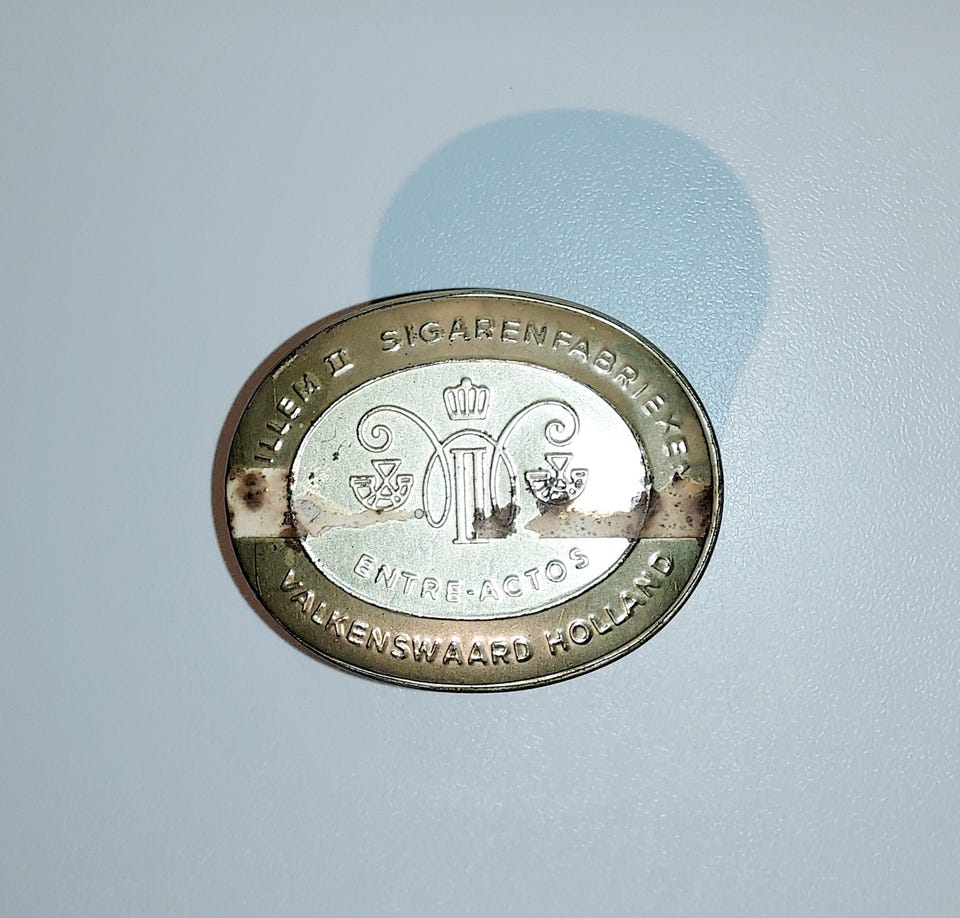 ILLEM II SIGARENFABRIEKEN
ENTRE-ACTOS
VALKENSWAARD HOLLAND